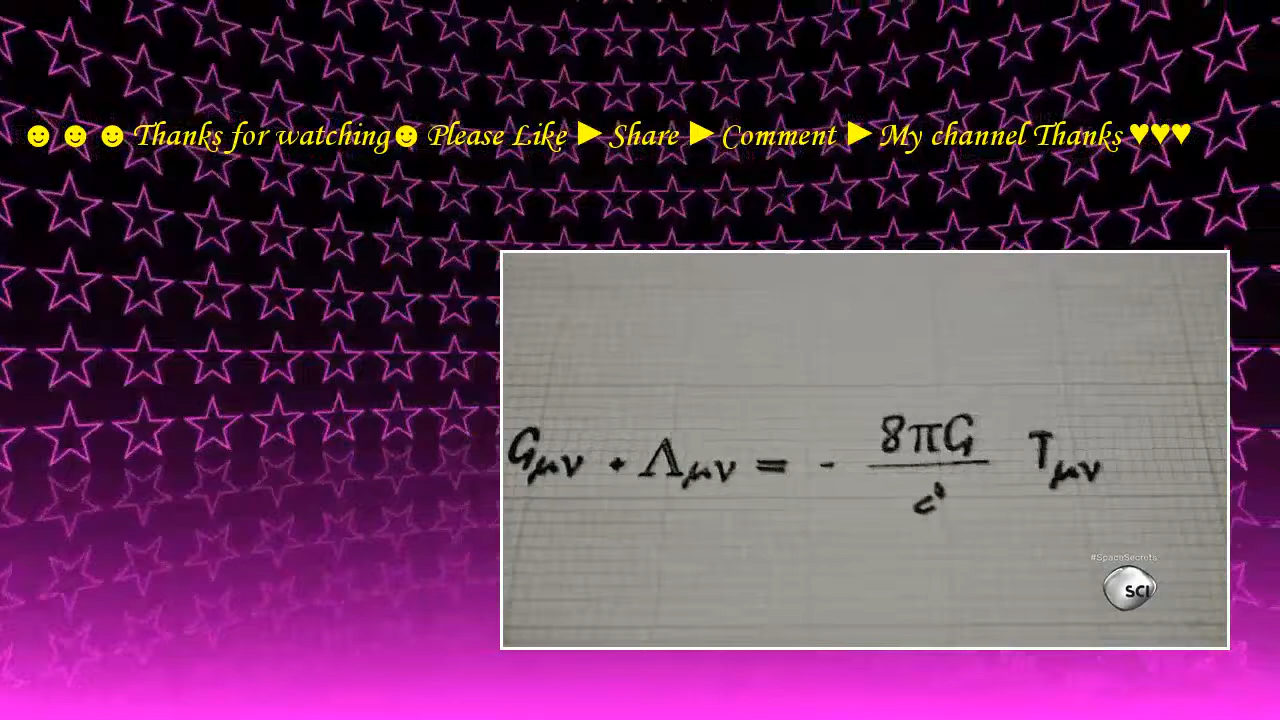 ☻ ☻ ☻ Thanks for watching☻ Please Like ► Share ► Comment ► My channel Thanks ♥♥♥
Gμν + Λμν = - 8πG / c⁴ Tμν
#SpaceSecrets
SCI